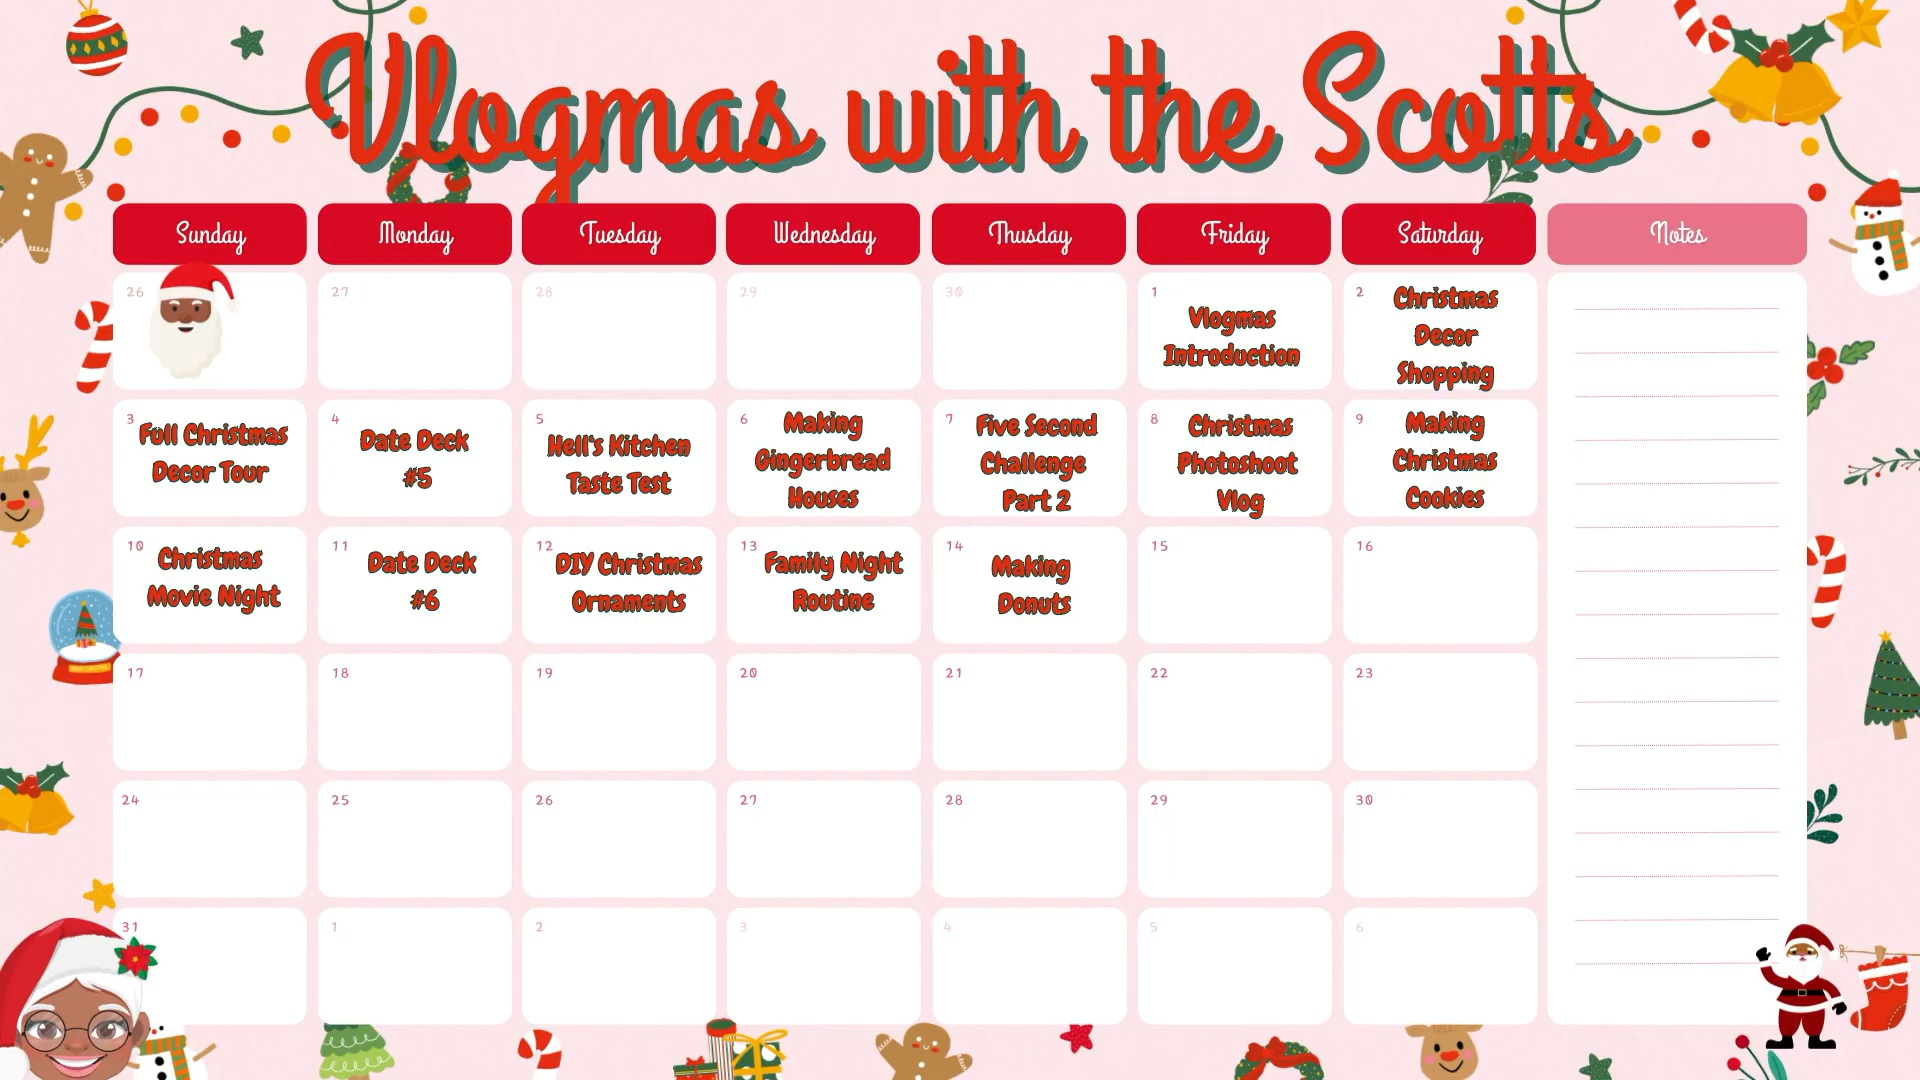 Vlogmas with the Scotts
Sunday Monday Tuesday Wednesday Thusday Friday Saturday Notes
26 27 28 29 30 1 2
Vlogmas
Introduction
Christmas
Decor
Shopping
3 4 5 6 7 8 9
Full Christmas
Decor Tour
Date Deck
#5
Hell's Kitchen
Taste Test
Making
Gingerbread
Houses
Five Second
Challenge
Part 2
Christmas
Photoshoot
Vlog
Making
Christmas
Cookies
10 11 12 13 14 15 16
Christmas
Movie Night
Date Deck
#6
DIY Christmas
Ornaments
Family Night
Routine
Making
Donuts
17 18 19 20 21 22 23
24 25 26 27 28 29 30
31 1 2 3 4 5 6